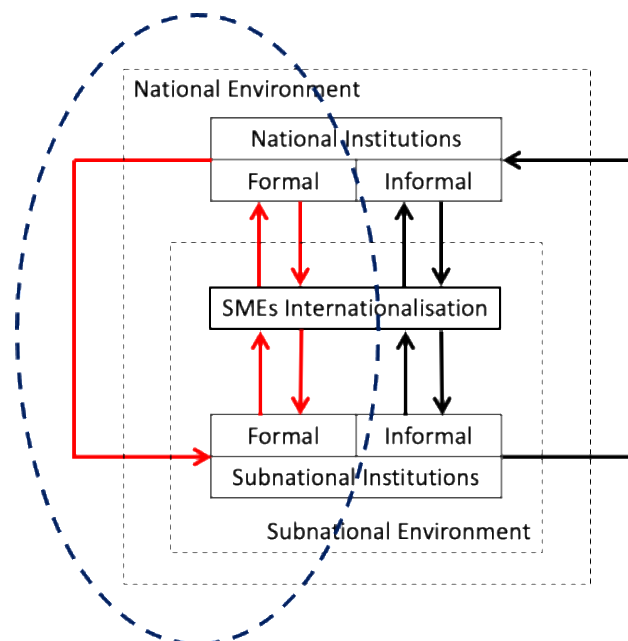 National Environment
National Institutions
Formal Informal
SMEs Internationalisation
Formal Informal
Subnational Institutions
Subnational Environment